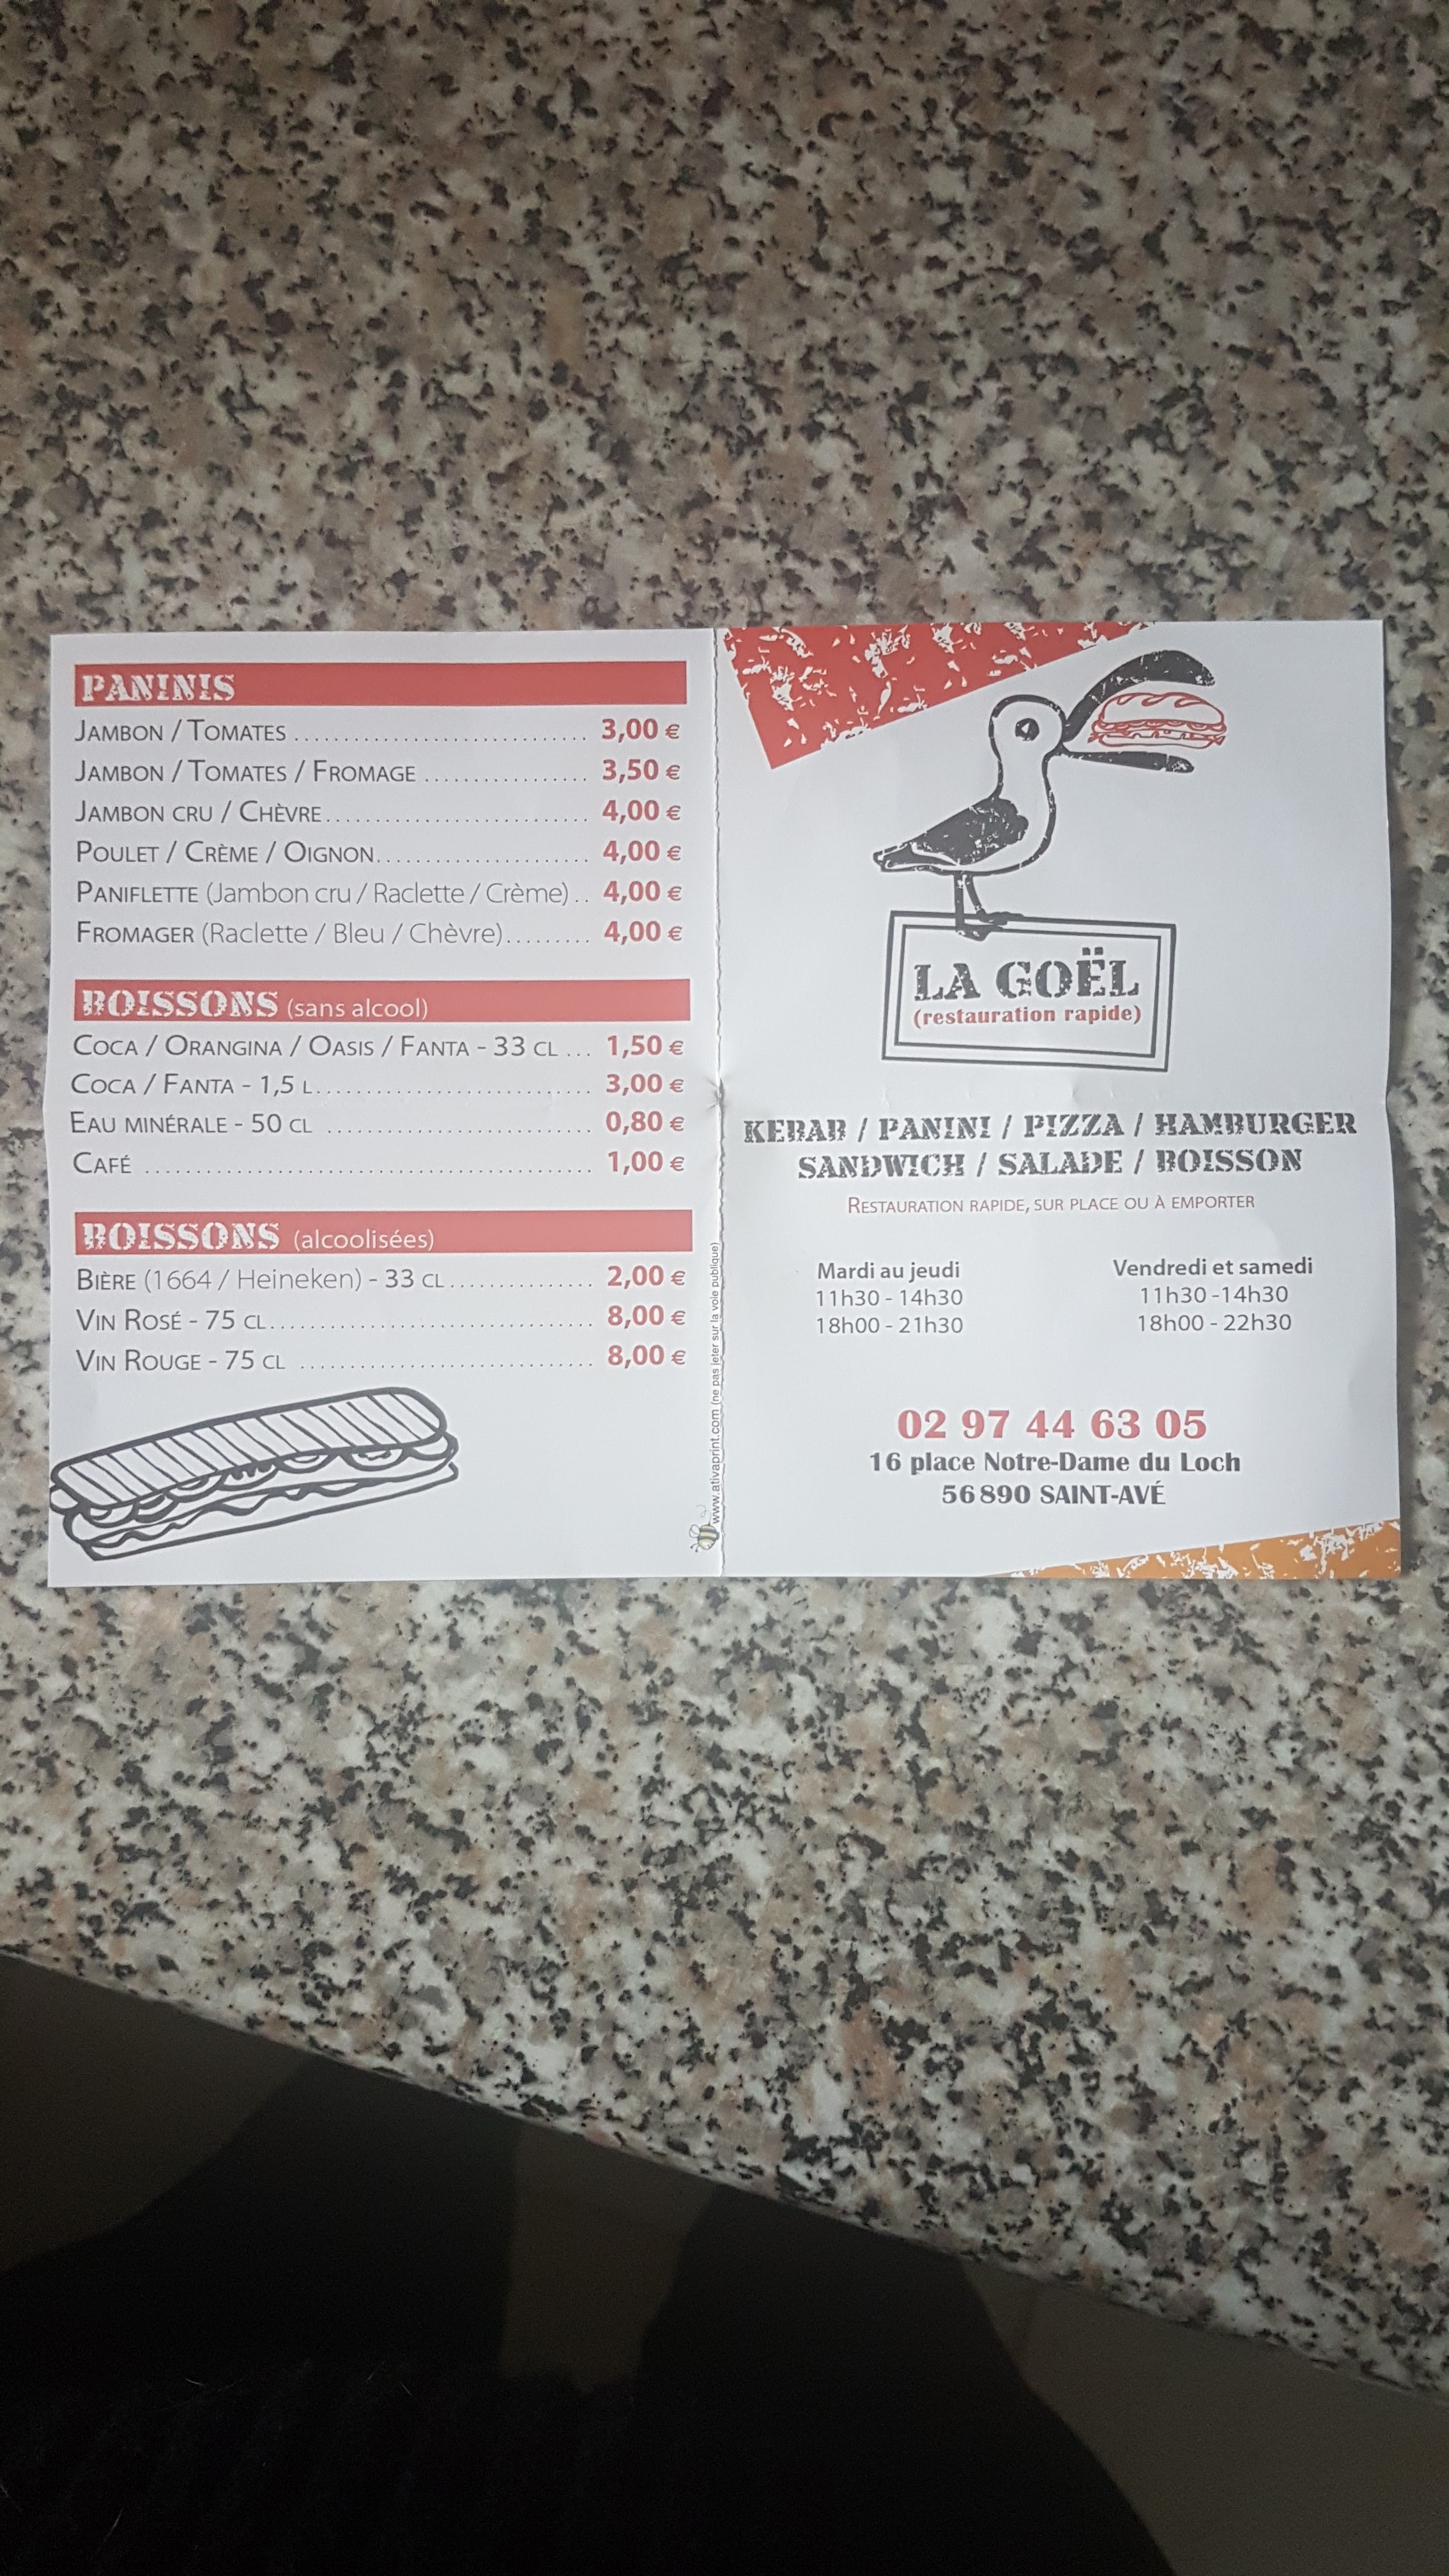 PANINIS
JAMBON / TOMATES ................................ 3,00 €
JAMBON / TOMATES / FROMAGE ................. 3,50 €
JAMBON CRU / CHÈVRE ............................ 4,00 €
POULET / CRÈME / OIGNON ....................... 4,00 €
PANIFLETTE (Jambon cru / Raclette / Crème) .. 4,00 €
FROMAGER (Raclette / Bleu / Chèvre) ......... 4,00 €
BOISSONS (sans alcool)
COCA / ORANGINA / OASIS / FANTA - 33 CL ... 1,50 €
COCA / FANTA - 1,5 L .............................. 3,00 €
EAU MINÉRALE - 50 CL ............................. 0,80 €
CAFÉ ................................................. 1,00 €
BOISSONS (alcoolisées)
BIÈRE (1664 / Heineken) - 33 CL ............... 2,00 €
VIN ROSÉ - 75 CL ................................... 8,00 €
VIN ROUGE - 75 CL ................................ 8,00 €
www.ativaprint.com (ne pas jeter sur la voie publique)
LA GOËL
(restauration rapide)
KEBAB / PANINI / PIZZA / HAMBURGER
SANDWICH / SALADE / BOISSON
RESTAURATION RAPIDE, SUR PLACE OU À EMPORTER
Mardi au jeudi
11h30 - 14h30
18h00 - 21h30
Vendredi et samedi
11h30 -14h30
18h00 - 22h30
02 97 44 63 05
16 place Notre-Dame du Loch
56 890 SAINT-AVÉ